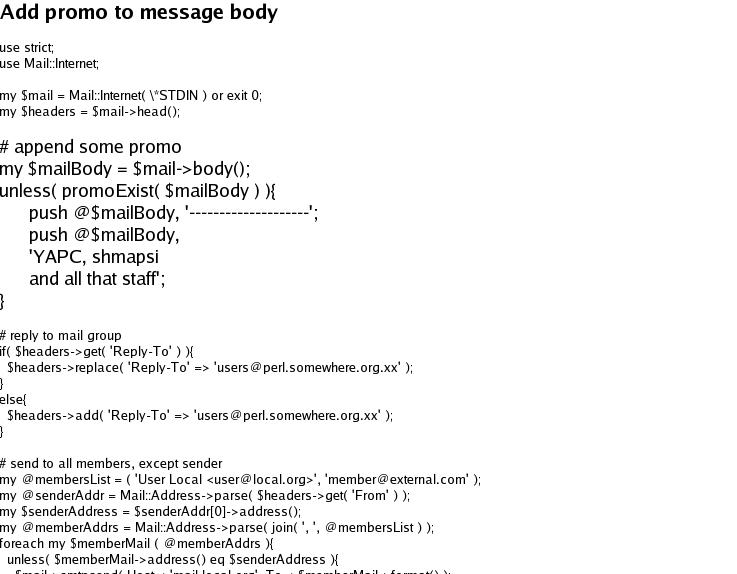 Add promo to message body
use strict;
use Mail::Internet;
my $mail = Mail::Internet( \*STDIN ) or exit 0;
my $headers = $mail->head();
# append some promo
my $mailBody = $mail->body();
unless( promoExist( $mailBody ) ){
push @$mailBody, '--------------------';
push @$mailBody,
'YAPC, shmapsi
and all that staff';
}
# reply to mail group
if( $headers->get( 'Reply-To' ) ){
$headers->replace( 'Reply-To' => 'users@perl.somewhere.org.xx' );
}
else{
$headers->add( 'Reply-To' => 'users@perl.somewhere.org.xx' );
}
# send to all members, except sender
my @membersList = ( 'User Local <user@local.org>', 'member@external.com' );
my @senderAddr = Mail::Address->parse( $headers->get( 'From' ) );
my $senderAddress = $senderAddr[0]->address();
my @memberAddrs = Mail::Address->parse( join( ', ', @membersList ) );
foreach my $memberMail ( @memberAddrs ){
unless( $memberMail->address() eq $senderAddress ){